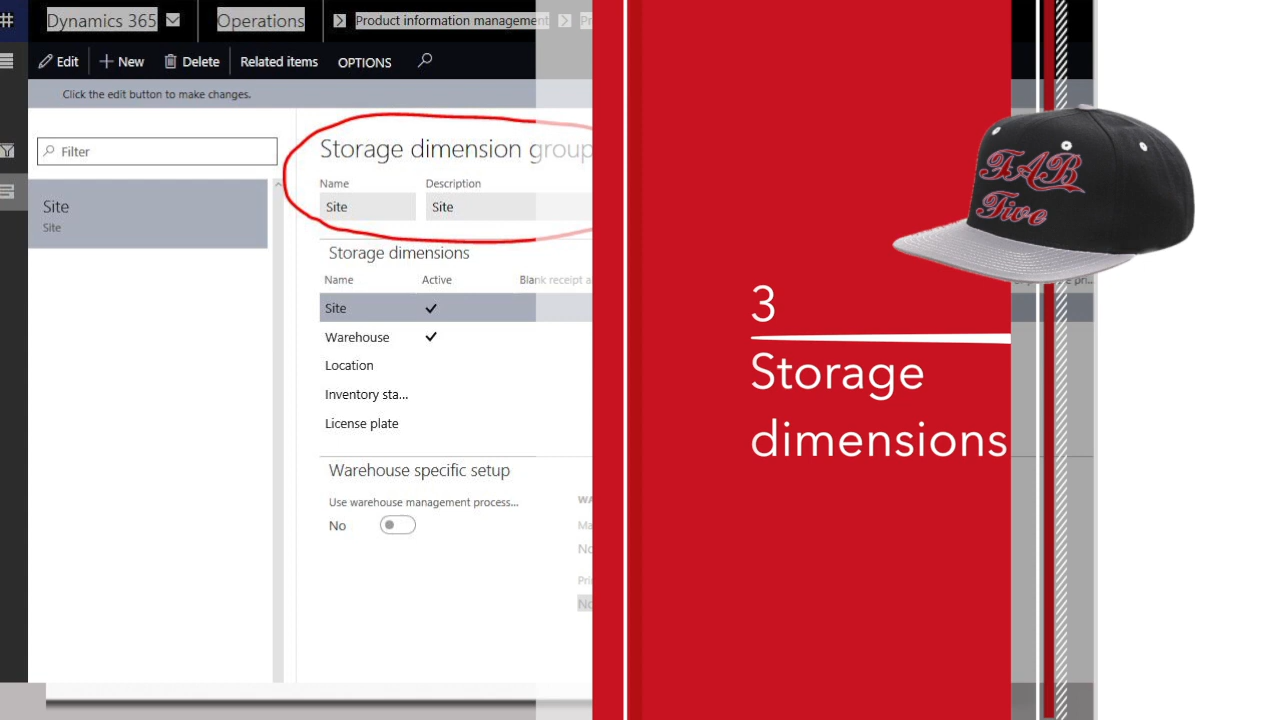 Dynamics 365
Operations
Product information management
Edit
New
Delete
Related items
OPTIONS
Click the edit button to make changes.
Filter
Site
Site
Storage dimension group
Name
Description
Site
Site
Storage dimensions
Name
Active
Blank receipt a
Site
Warehouse
Location
Inventory sta...
License plate
Warehouse specific setup
Use warehouse management process...
No
3
Storage
dimensions
FAB
Five